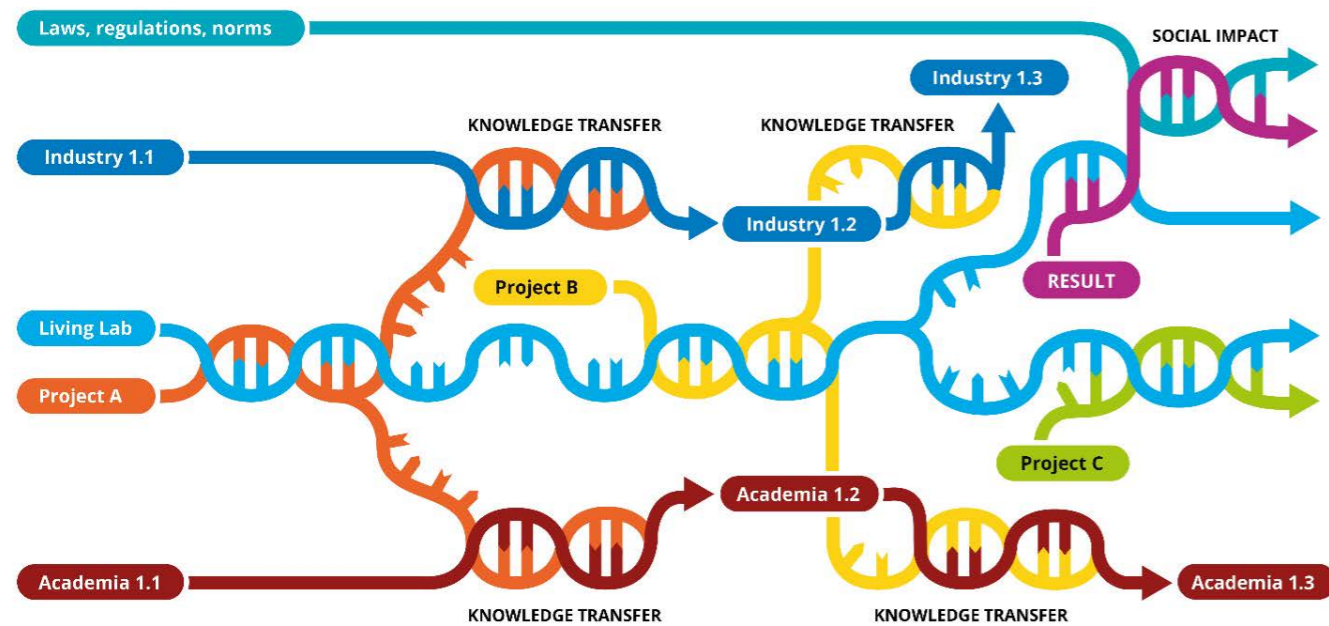 Laws, regulations, norms
SOCIAL IMPACT
Industry 1.3
KNOWLEDGE TRANSFER
KNOWLEDGE TRANSFER
Industry 1.1
Industry 1.2
RESULT
Project B
Living Lab
Project A
Project C
Academia 1.2
Academia 1.1
Academia 1.3
KNOWLEDGE TRANSFER
KNOWLEDGE TRANSFER